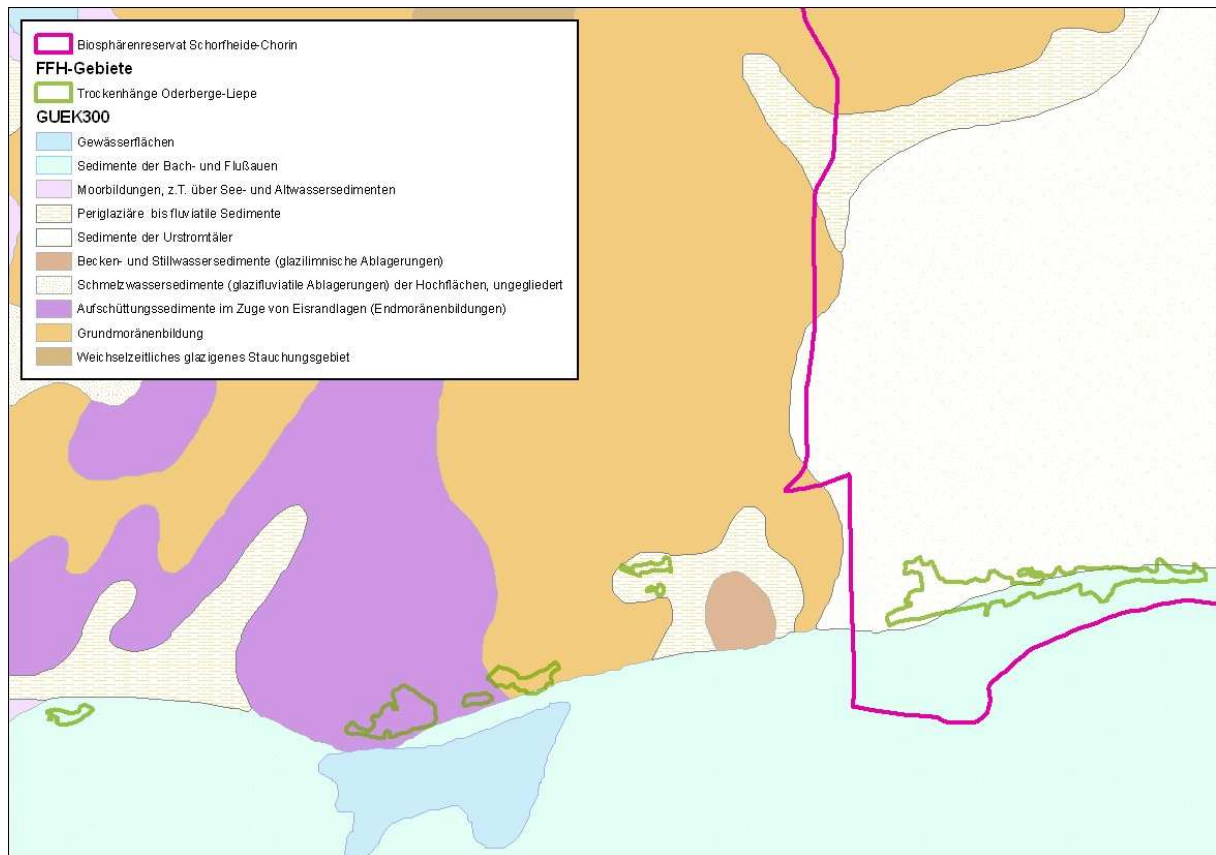 Biosphärenreservat Schorfheide-Chorin
FFH-Gebiete
Trockenhänge Oderberge-Liepe
GUEK300
Gewässerflächen
Sedimente der Bach- und Flußauen
Moorbildungen, z.T. über See- und Altwassersedimenten
Periglaziäre bis fluviatile Sedimente
Sedimente der Urstromtäler
Becken- und Stillwassersedimente (glazilimnische Ablagerungen)
Schmelzwassersedimente (glazifluviatile Ablagerungen) der Hochflächen, ungegliedert
Aufschüttungssedimente im Zuge von Eisrandlagen (Endmoränenbildungen)
Grundmoränenbildung
Weichselzeitliches glazigenes Stauchungsgebiet